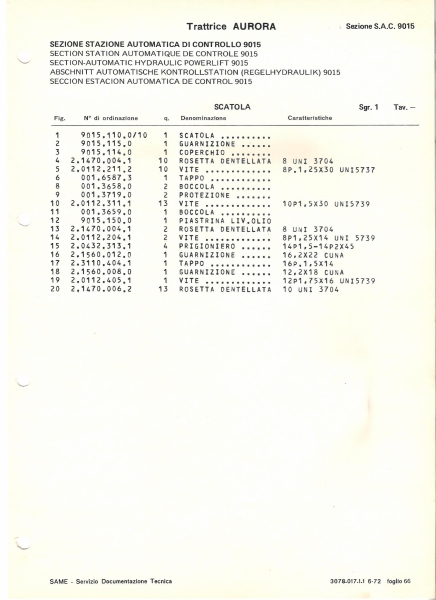 Trattrice AURORA Sezione S.A.C. 9015
SEZIONE STAZIONE AUTOMATICA DI CONTROLLO 9015
SECTION STATION AUTOMATIQUE DE CONTROLE 9015
SECTION-AUTOMATIC HYDRAULIC POWERLIFT 9015
ABSCHNITT AUTOMATISCHE KONTROLLSTATION (REGELHYDRAULIK) 9015
SECCION ESTACION AUTOMATICA DE CONTROL 9015
SCATOLA Sgr. 1 Tav. —
Fig. N° di ordinazione q. Denominazione Caratteristiche
1 9015.110.0/10 1 SCATOLA ..........
2 9015.115.0 1 GUARNIZIONE ......
3 9015.114.0 1 COPERCHIO ........
4 2.1470.004.1 10 ROSETTA DENTELLATA 8 UNI 3704
5 2.0112.211.2 10 VITE ............. 8P.1,25X30 UNI5737
6 001.6587.3 1 TAPPO ............
8 001.3658.0 2 BOCCOLA ..........
9 001.3719.0 2 PROTEZIONE .......
10 2.0112.311.1 13 VITE ............. 10P1,5X30 UNI5739
11 001.3659.0 1 BOCCOLA ..........
12 9015.150.0 1 PIASTRINA LIV.OLIO
13 2.1470.004.1 2 ROSETTA DENTELLATA 8 UNI 3704
14 2.0112.204.1 2 VITE ............. 8P1,25X14 UNI 5739
15 2.0432.313.1 4 PRIGIONIERO ...... 14P1,5-14P2X45
16 2.1560.012.0 1 GUARNIZIONE ...... 16,2X22 CUNA
17 2.3110.404.1 1 TAPPO ............ 16P.1,5X14
18 2.1560.008.0 1 GUARNIZIONE ...... 12,2X18 CUNA
19 2.0112.405.1 1 VITE ............. 12P1,75X16 UNI5739
20 2.1470.006.2 13 ROSETTA DENTELLATA 10 UNI 3704
SAME - Servizio Documentazione Tecnica 3078-017.1.1 6-72 foglio 66